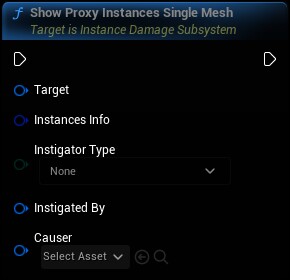 Show Proxy Instances Single Mesh
Target is Instance Damage Subsystem
Target
Instances Info
Instigator Type
None
Instigated By
Causer
Select Asset